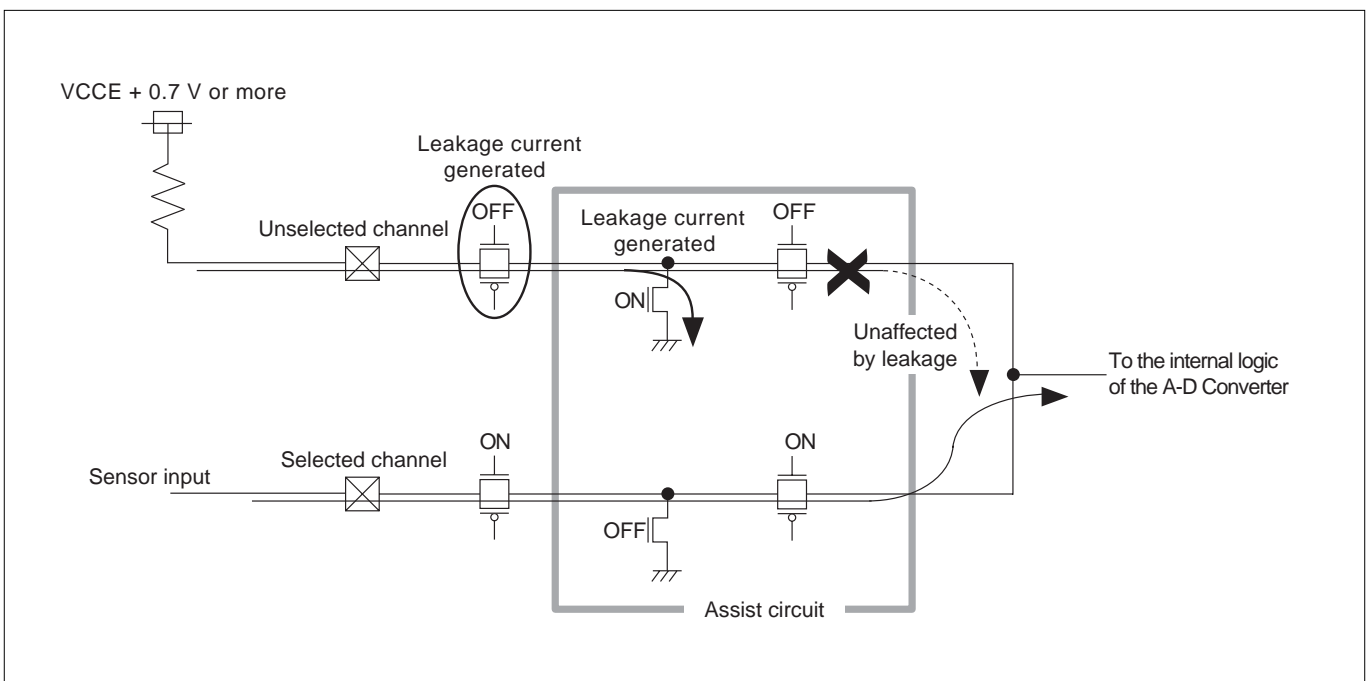 VCCE + 0.7 V or more
Leakage current
generated
OFF
Unselected channel
Leakage current
generated
OFF
ON
Unaffected
by leakage
To the internal logic
of the A-D Converter
ON
ON
Sensor input
Selected channel
OFF
Assist circuit